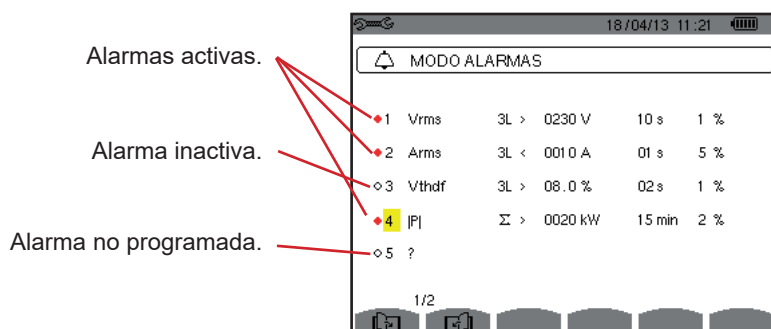 18/04/13 11:21
MODO ALARMAS
Alarmas activas.
1 Vrms 3L > 0230 V 10 s 1 %
Alarma inactiva.
2 Arms 3L < 0010 A 01 s 5 %
3 Vthdf 3L > 08.0 % 02 s 1 %
4 |P| Σ > 0020 kW 15 min 2 %
Alarma no programada.
5 ?
1/2